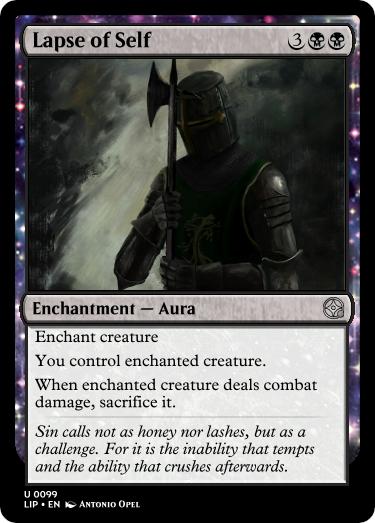 Lapse of Self 3
Enchantment — Aura
Enchant creature
You control enchanted creature.
When enchanted creature deals combat
damage, sacrifice it.
Sin calls not as honey nor lashes, but as a
challenge. For it is the inability that tempts
and the ability that crushes afterwards.
U 0099
LIP • EN Antonio Opel